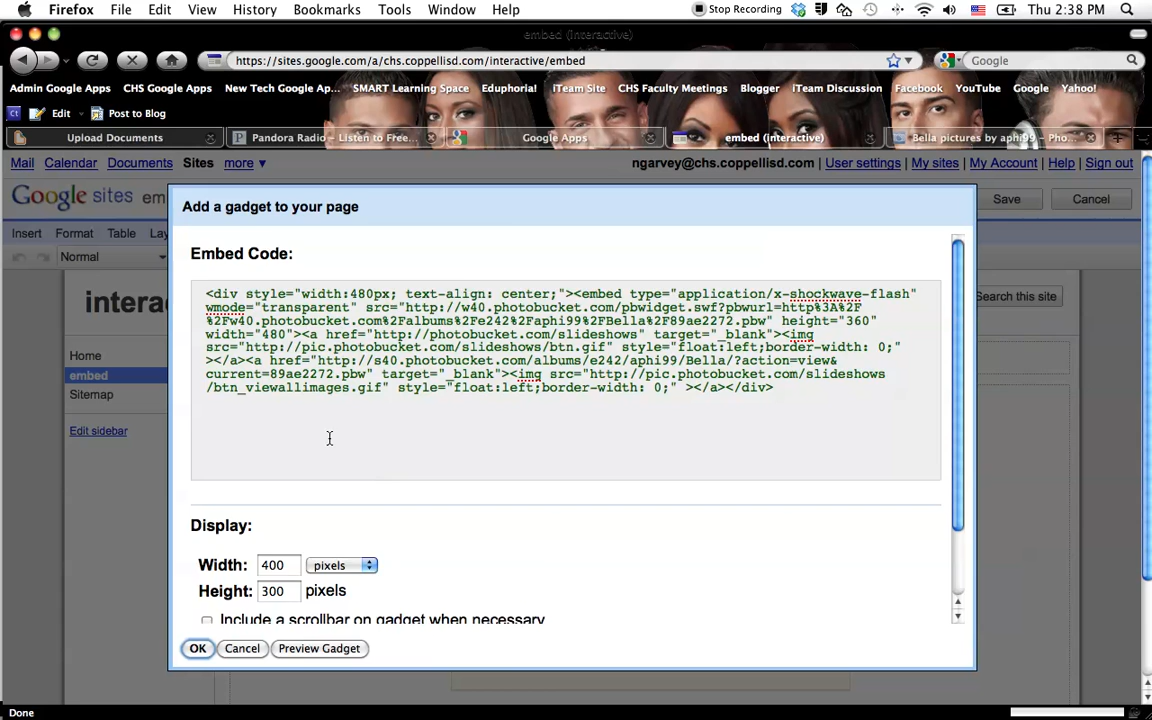 Firefox File Edit View History Bookmarks Tools Window Help Stop Recording Thu 2:38 PM
embed (interactive)
https://sites.google.com/a/chs.coppellisd.com/interactive/embed Google
Admin Google Apps CHS Google Apps New Tech Google Ap... SMART Learning Space Eduphoria! iTeam Site CHS Faculty Meetings Blogger iTeam Discussion Facebook YouTube Google Yahoo!
Ct Edit Post to Blog
Upload Documents Pandora Radio – Listen to Free... Google Apps embed (interactive) Bella pictures by aphi99 – Pho...
Mail Calendar Documents Sites more ▼ ngarvey@chs.coppellisd.com | User settings | My sites | My Account | Help | Sign out
Google sites em Save Cancel
Insert Format Table Lay
Normal
interac Search this site
Home
embed
Sitemap
Edit sidebar
Add a gadget to your page
Embed Code:
<div style="width:480px; text-align: center;"><embed type="application/x-shockwave-flash"
wmode="transparent" src="http://w40.photobucket.com/pbwidget.swf?pbwurl=http%3A%2F
%2Fw40.photobucket.com%2Falbums%2Fe242%2Faphi99%2FBella%2F89ae2272.pbw" height="360"
width="480"><a href="http://photobucket.com/slideshows" target="_blank"><img
src="http://pic.photobucket.com/slideshows/btn.gif" style="float:left;border-width: 0;"
></a><a href="http://s40.photobucket.com/albums/e242/aphi99/Bella/?action=view&
current=89ae2272.pbw" target="_blank"><img src="http://pic.photobucket.com/slideshows
/btn_viewallimages.gif" style="float:left;border-width: 0;" ></a></div>
Display:
Width: 400 pixels
Height: 300 pixels
Include a scrollbar on gadget when necessary
OK Cancel Preview Gadget
Done